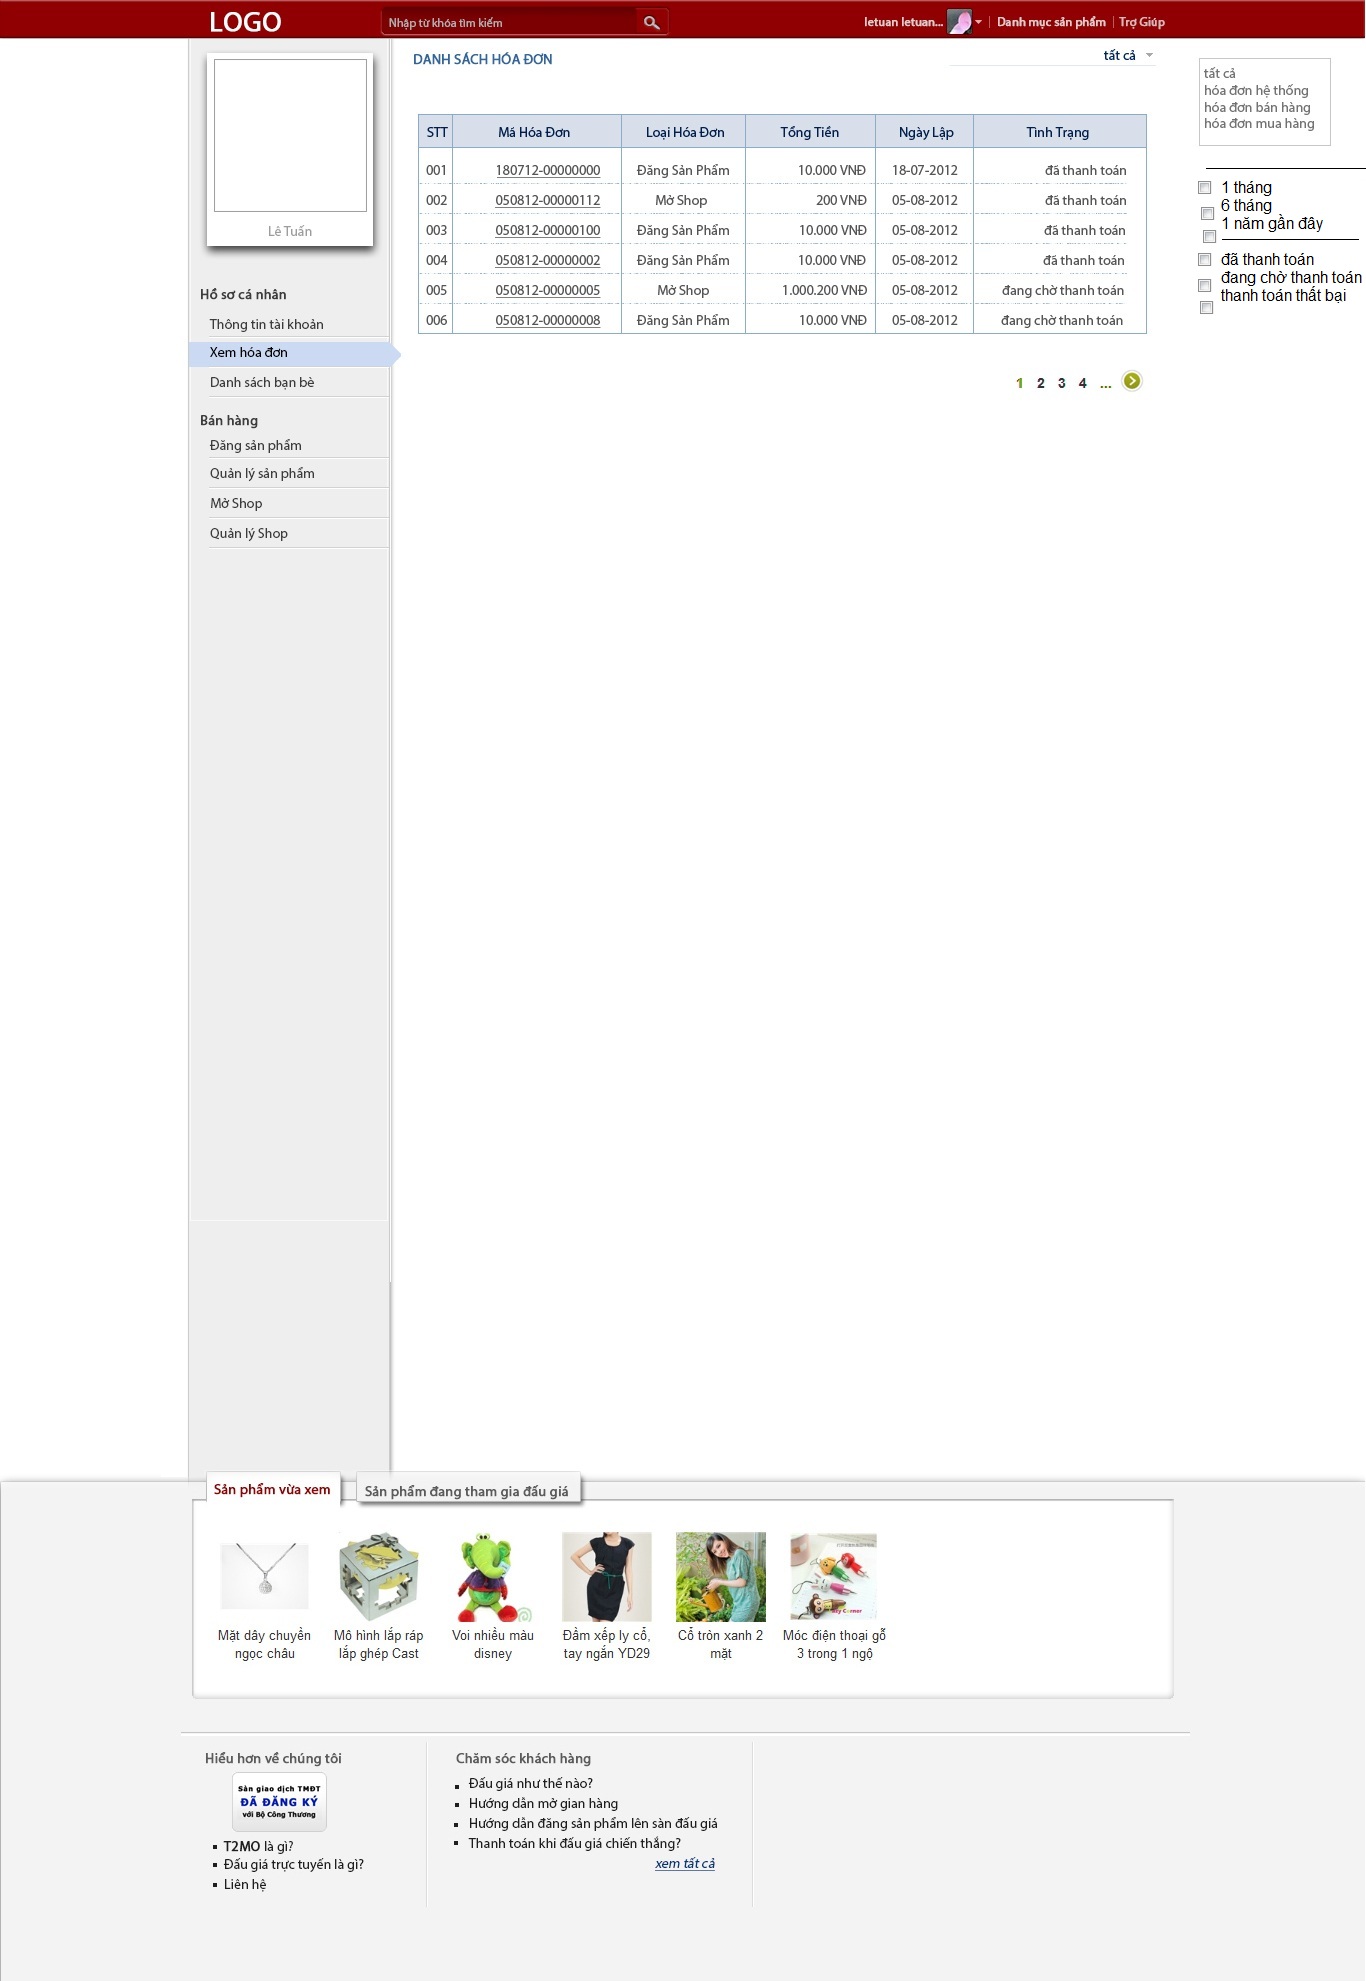 LOGO
Nhập từ khóa tìm kiếm
letuan letuan...
Danh mục sản phẩm
Trợ Giúp
Lê Tuấn
Hồ sơ cá nhân
Thông tin tài khoản
Xem hóa đơn
Danh sách bạn bè
Bán hàng
Đăng sản phẩm
Quản lý sản phẩm
Mở Shop
Quản lý Shop
DANH SÁCH HÓA ĐƠN
tất cả
STT Má Hóa Đơn Loại Hóa Đơn Tổng Tiền Ngày Lập Tình Trạng
001 180712-00000000 Đăng Sản Phẩm 10.000 VNĐ 18-07-2012 đã thanh toán
002 050812-00000112 Mở Shop 200 VNĐ 05-08-2012 đã thanh toán
003 050812-00000100 Đăng Sản Phẩm 10.000 VNĐ 05-08-2012 đã thanh toán
004 050812-00000002 Đăng Sản Phẩm 10.000 VNĐ 05-08-2012 đã thanh toán
005 050812-00000005 Mở Shop 1.000.200 VNĐ 05-08-2012 đang chờ thanh toán
006 050812-00000008 Đăng Sản Phẩm 10.000 VNĐ 05-08-2012 đang chờ thanh toán
1 2 3 4 ...
tất cả
hóa đơn hệ thống
hóa đơn bán hàng
hóa đơn mua hàng
1 tháng
6 tháng
1 năm gần đây
đã thanh toán
đang chờ thanh toán
thanh toán thất bại
Sản phẩm vừa xem
Sản phẩm đang tham gia đấu giá
Mặt dây chuyền
ngọc châu
Mô hình lắp ráp
lắp ghép Cast
Voi nhiều màu
disney
Đầm xếp ly cổ,
tay ngắn YD29
Cổ tròn xanh 2
mặt
Móc điện thoại gỗ
3 trong 1 ngộ
Hiểu hơn về chúng tôi
Sàn giao dịch TMĐT
ĐÃ ĐĂNG KÝ
với Bộ Công Thương
T2MO là gì?
Đấu giá trực tuyến là gì?
Liên hệ
Chăm sóc khách hàng
Đấu giá như thế nào?
Hướng dẫn mở gian hàng
Hướng dẫn đăng sản phẩm lên sàn đấu giá
Thanh toán khi đấu giá chiến thắng?
xem tất cả